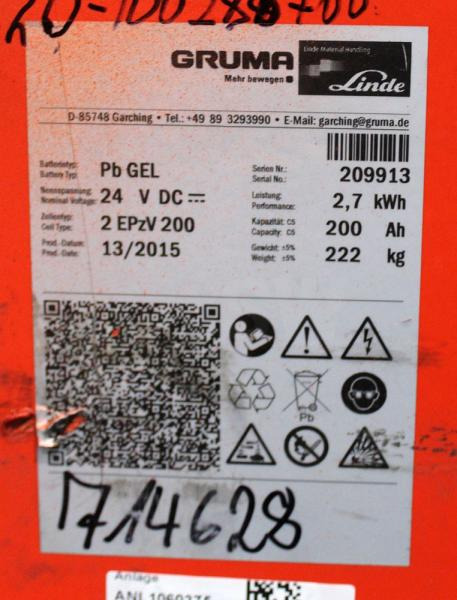 GRUMA
Mehr bewegen
Linde Material Handling
Linde
D-85748 Garching • Tel.: +49 89 3293990 • E-Mail: garching@gruma.de
Batterietyp:
Battery Typ:
Pb GEL
Serien Nr.:
Serial No.:
209913
Nennspannung:
Nominal Voltage:
24 V DC
Leistung:
Performance:
2,7 kWh
Zellentyp:
Cell Type:
2 EPzV 200
Kapazität: C5
Capacity: C5
200 Ah
Prod.-Datum:
Prod.-Date:
13/2015
Gewicht: ±5%
Weight: ±5%
222 kg
Pb
714628
Anlage